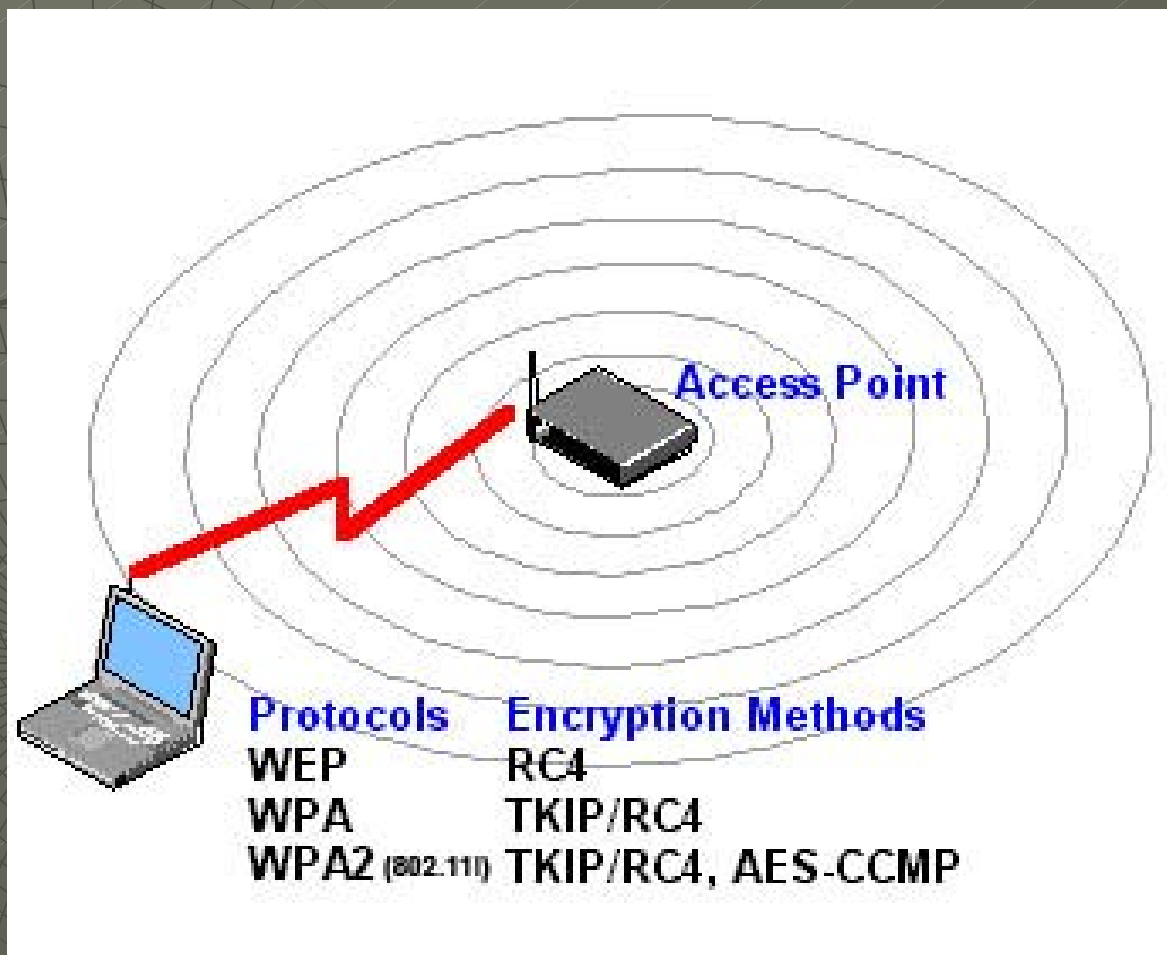 Access Point
Protocols Encryption Methods
WEP RC4
WPA TKIP/RC4
WPA2 (802.11i) TKIP/RC4, AES-CCMP